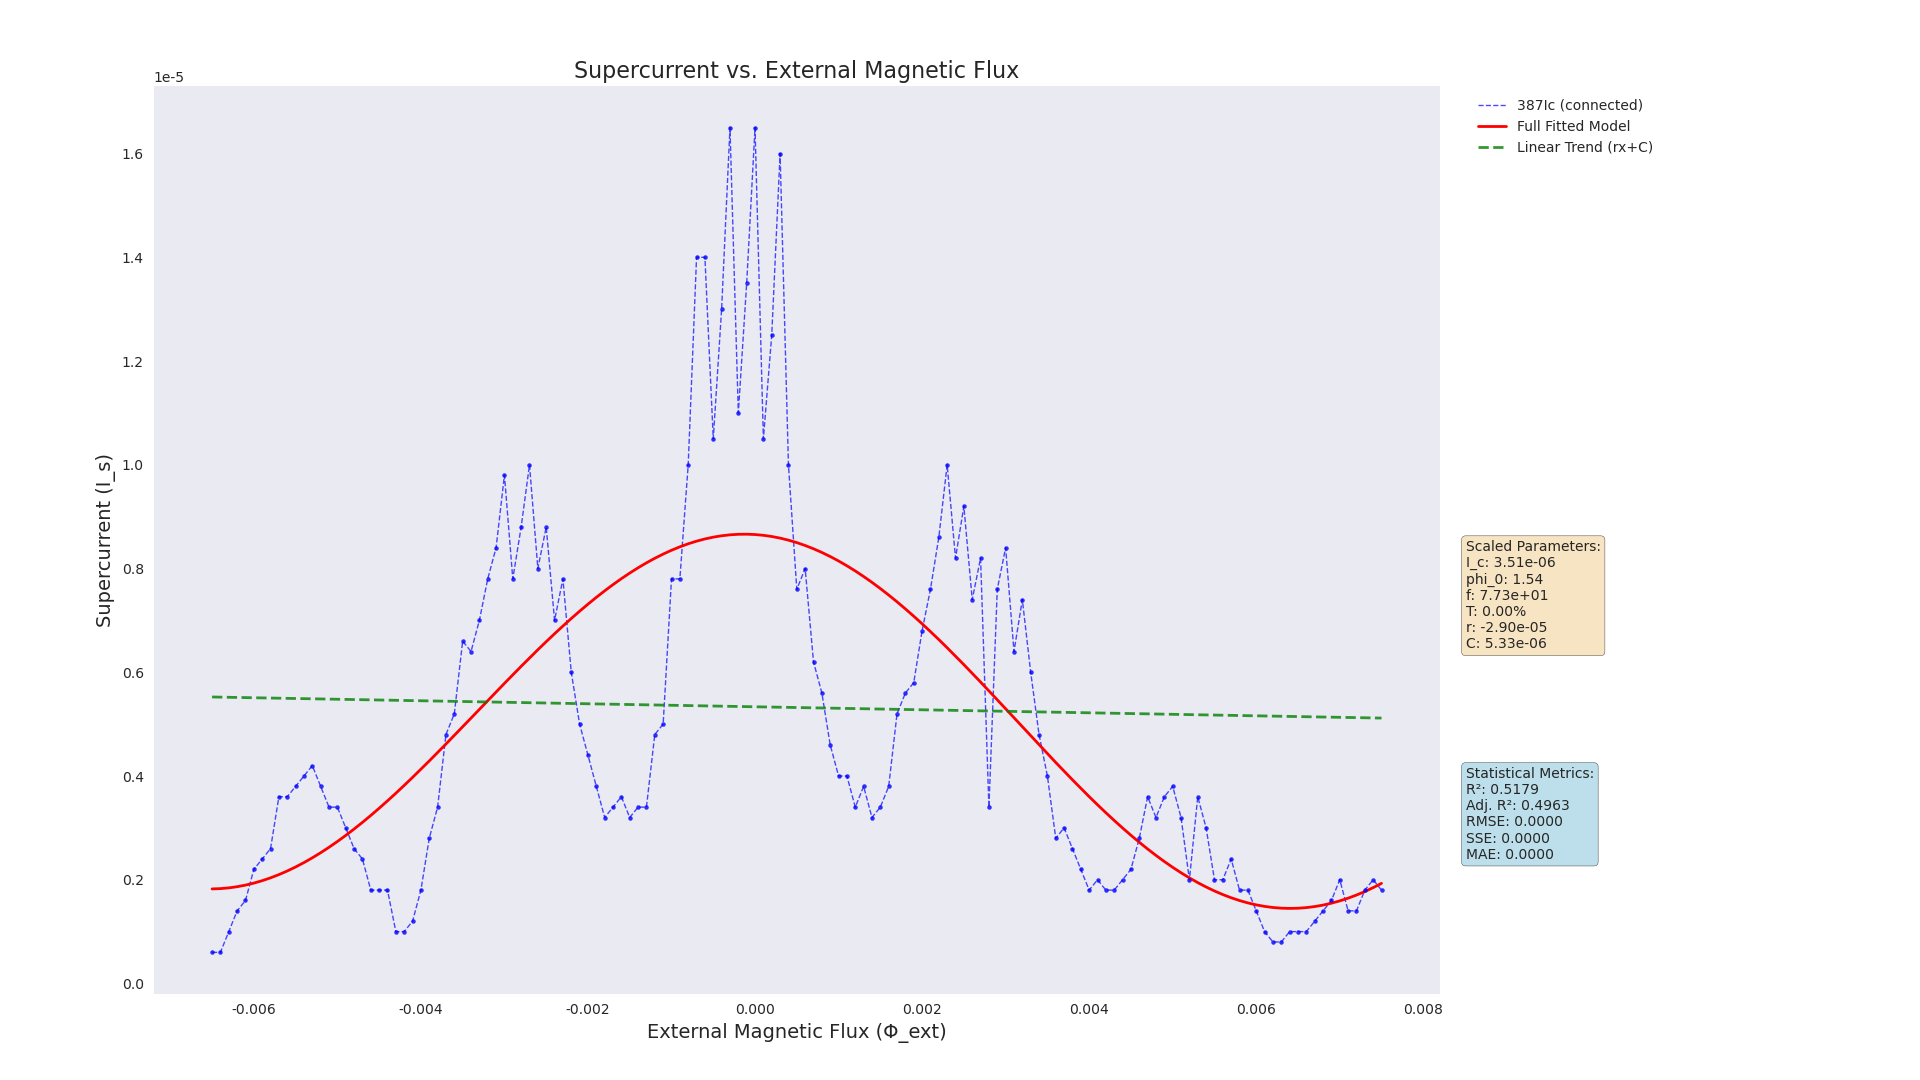 Supercurrent vs. External Magnetic Flux
1e-5
1.6
1.4
1.2
1.0
0.8
0.6
0.4
0.2
0.0
Supercurrent (I_s)
-0.006
-0.004
-0.002
0.000
0.002
0.004
0.006
0.008
External Magnetic Flux (Φ_ext)
387Ic (connected)
Full Fitted Model
Linear Trend (rx+C)
Scaled Parameters:
I_c: 3.51e-06
phi_0: 1.54
f: 7.73e+01
T: 0.00%
r: -2.90e-05
C: 5.33e-06
Statistical Metrics:
R²: 0.5179
Adj. R²: 0.4963
RMSE: 0.0000
SSE: 0.0000
MAE: 0.0000